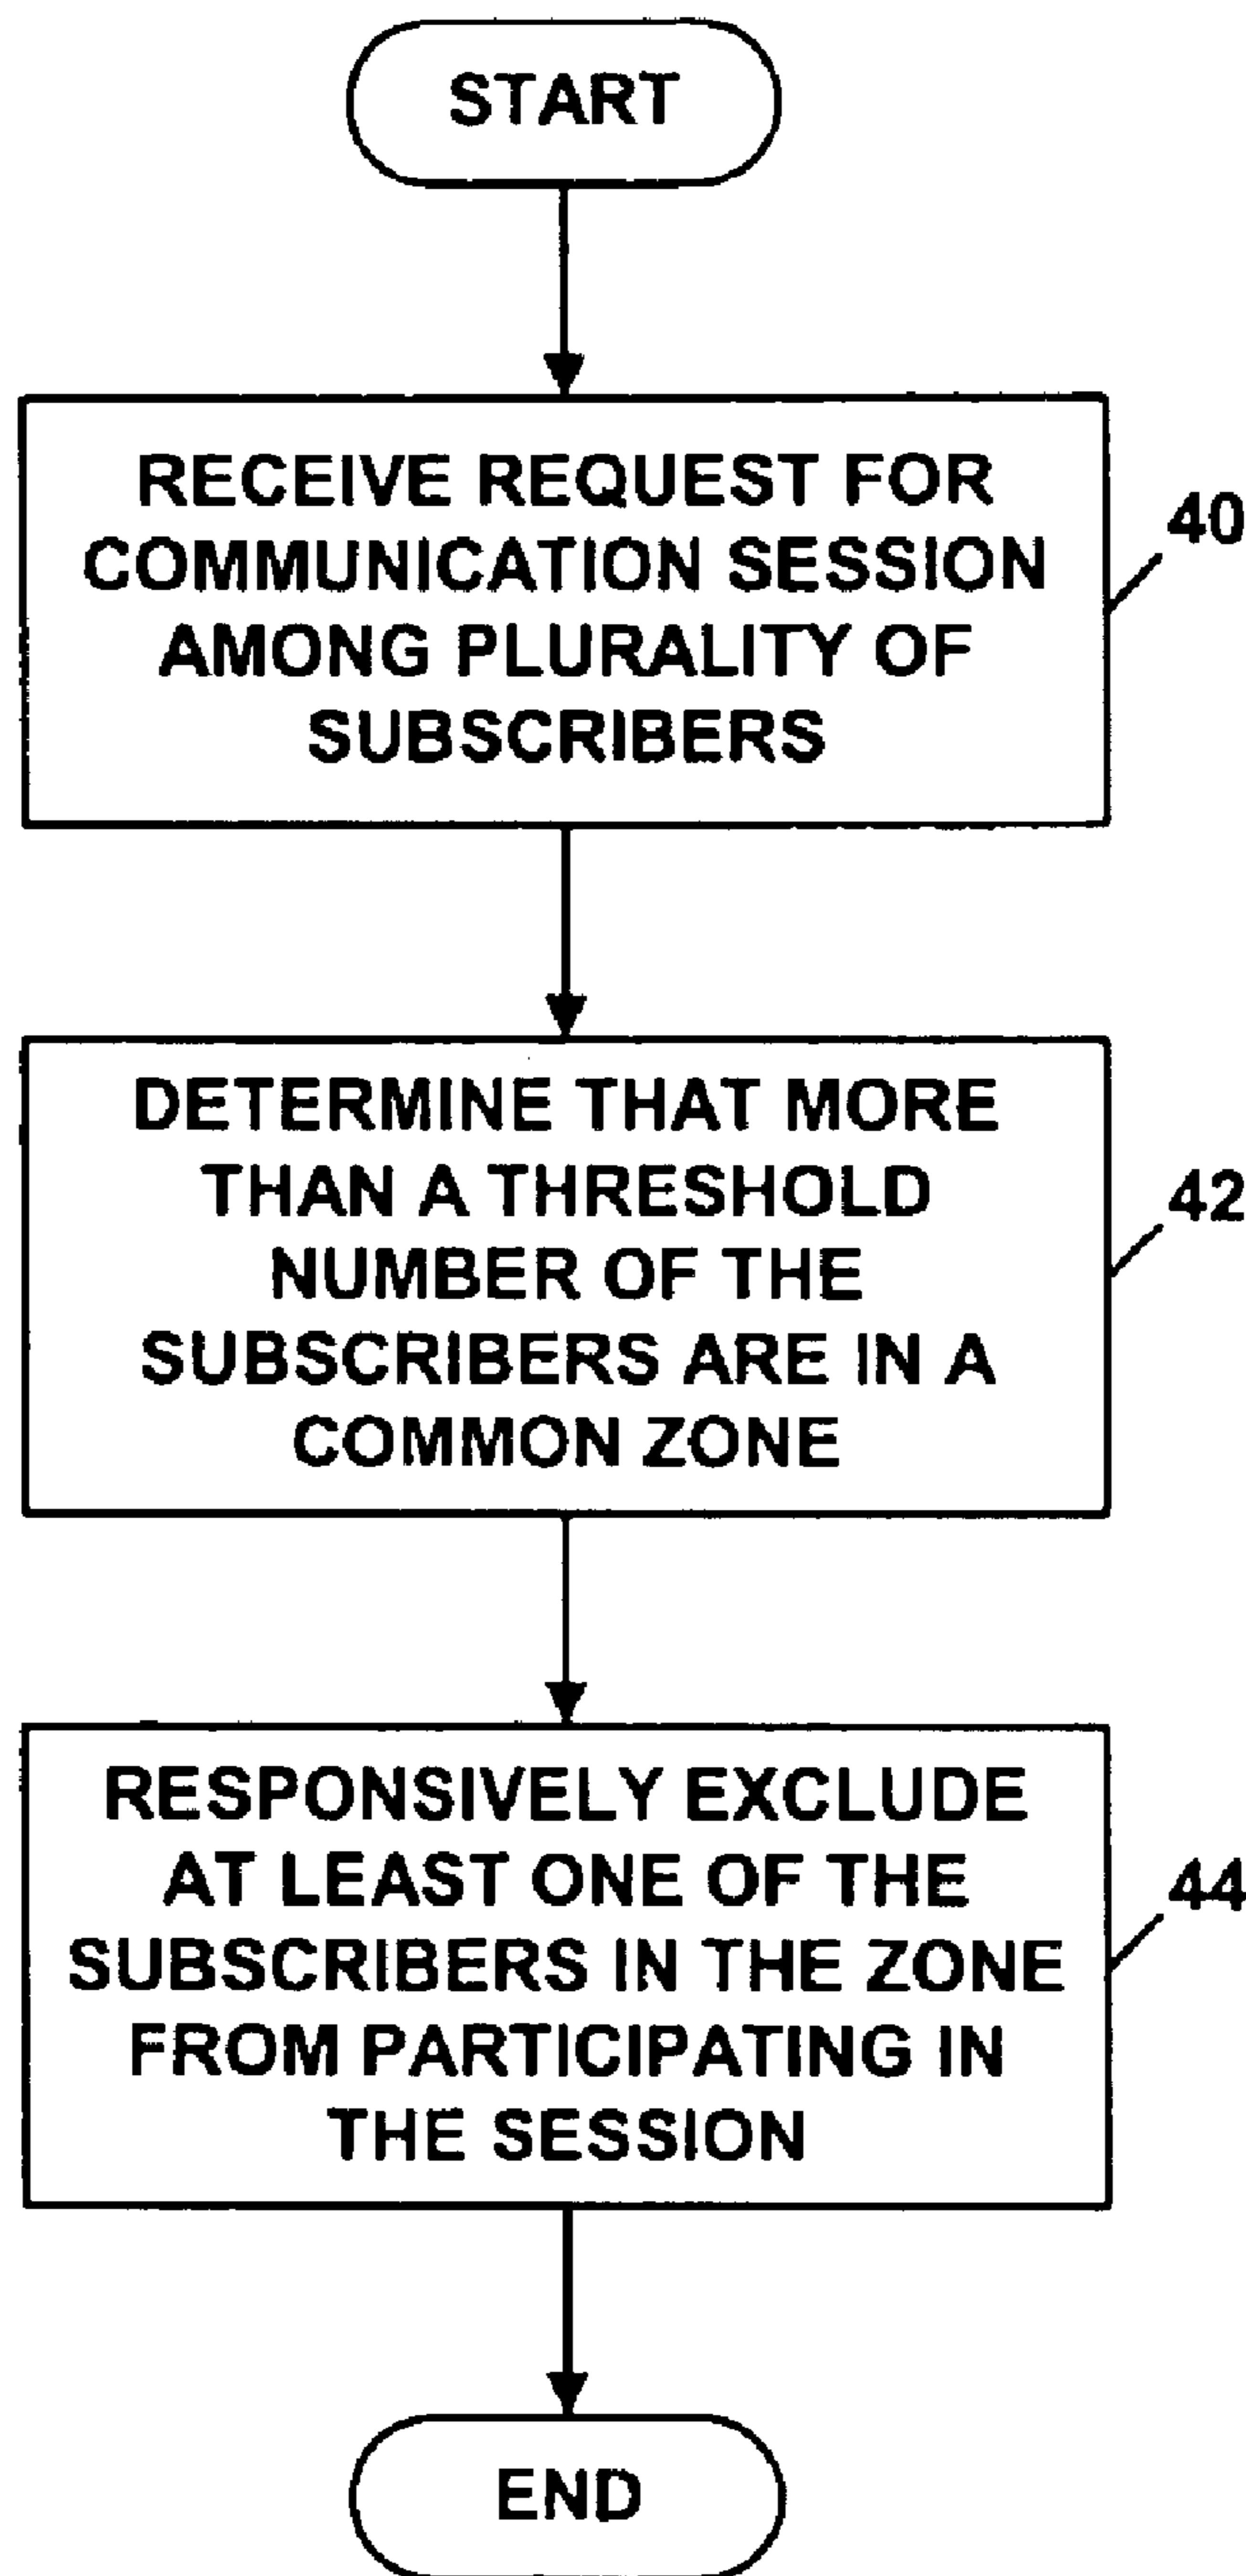 START
RECEIVE REQUEST FOR
COMMUNICATION SESSION
AMONG PLURALITY OF
SUBSCRIBERS
40
DETERMINE THAT MORE
THAN A THRESHOLD
NUMBER OF THE
SUBSCRIBERS ARE IN A
COMMON ZONE
42
RESPONSIVELY EXCLUDE
AT LEAST ONE OF THE
SUBSCRIBERS IN THE ZONE
FROM PARTICIPATING IN
THE SESSION
44
END